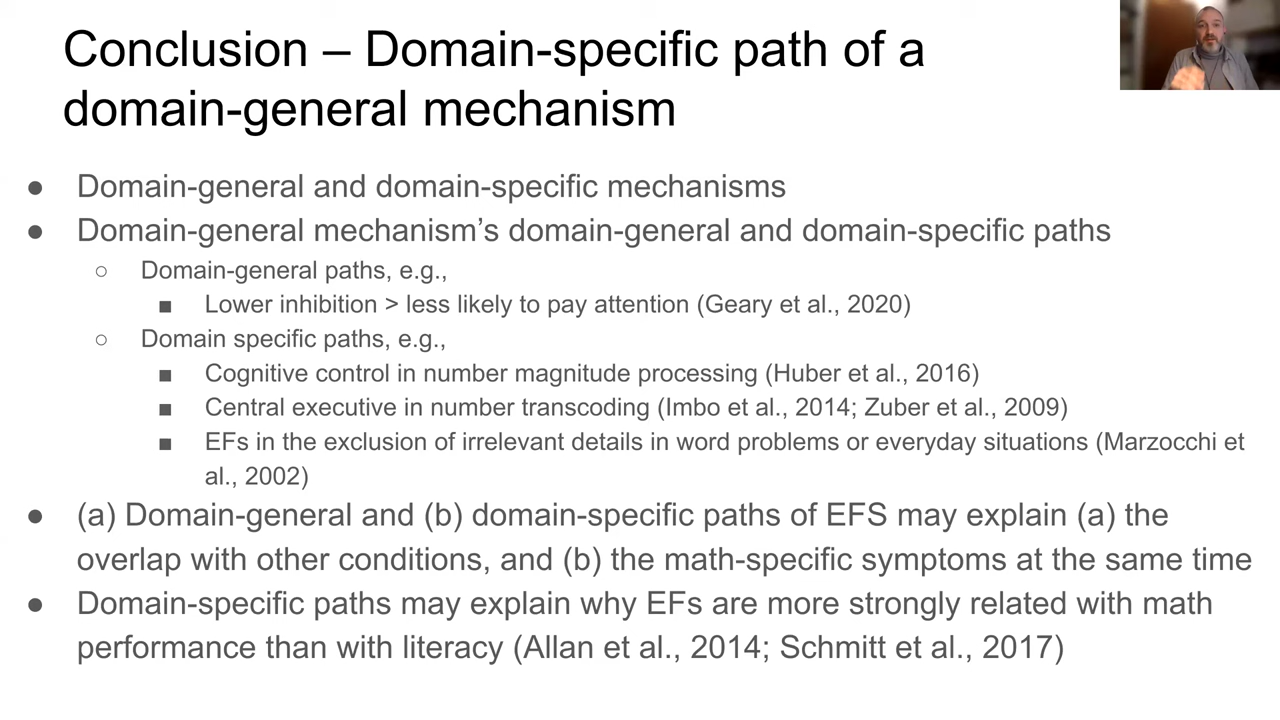 Conclusion – Domain-specific path of a
domain-general mechanism
● Domain-general and domain-specific mechanisms
● Domain-general mechanism’s domain-general and domain-specific paths
○ Domain-general paths, e.g.,
■ Lower inhibition > less likely to pay attention (Geary et al., 2020)
○ Domain specific paths, e.g.,
■ Cognitive control in number magnitude processing (Huber et al., 2016)
■ Central executive in number transcoding (Imbo et al., 2014; Zuber et al., 2009)
■ EFs in the exclusion of irrelevant details in word problems or everyday situations (Marzocchi et
al., 2002)
● (a) Domain-general and (b) domain-specific paths of EFS may explain (a) the
overlap with other conditions, and (b) the math-specific symptoms at the same time
● Domain-specific paths may explain why EFs are more strongly related with math
performance than with literacy (Allan et al., 2014; Schmitt et al., 2017)